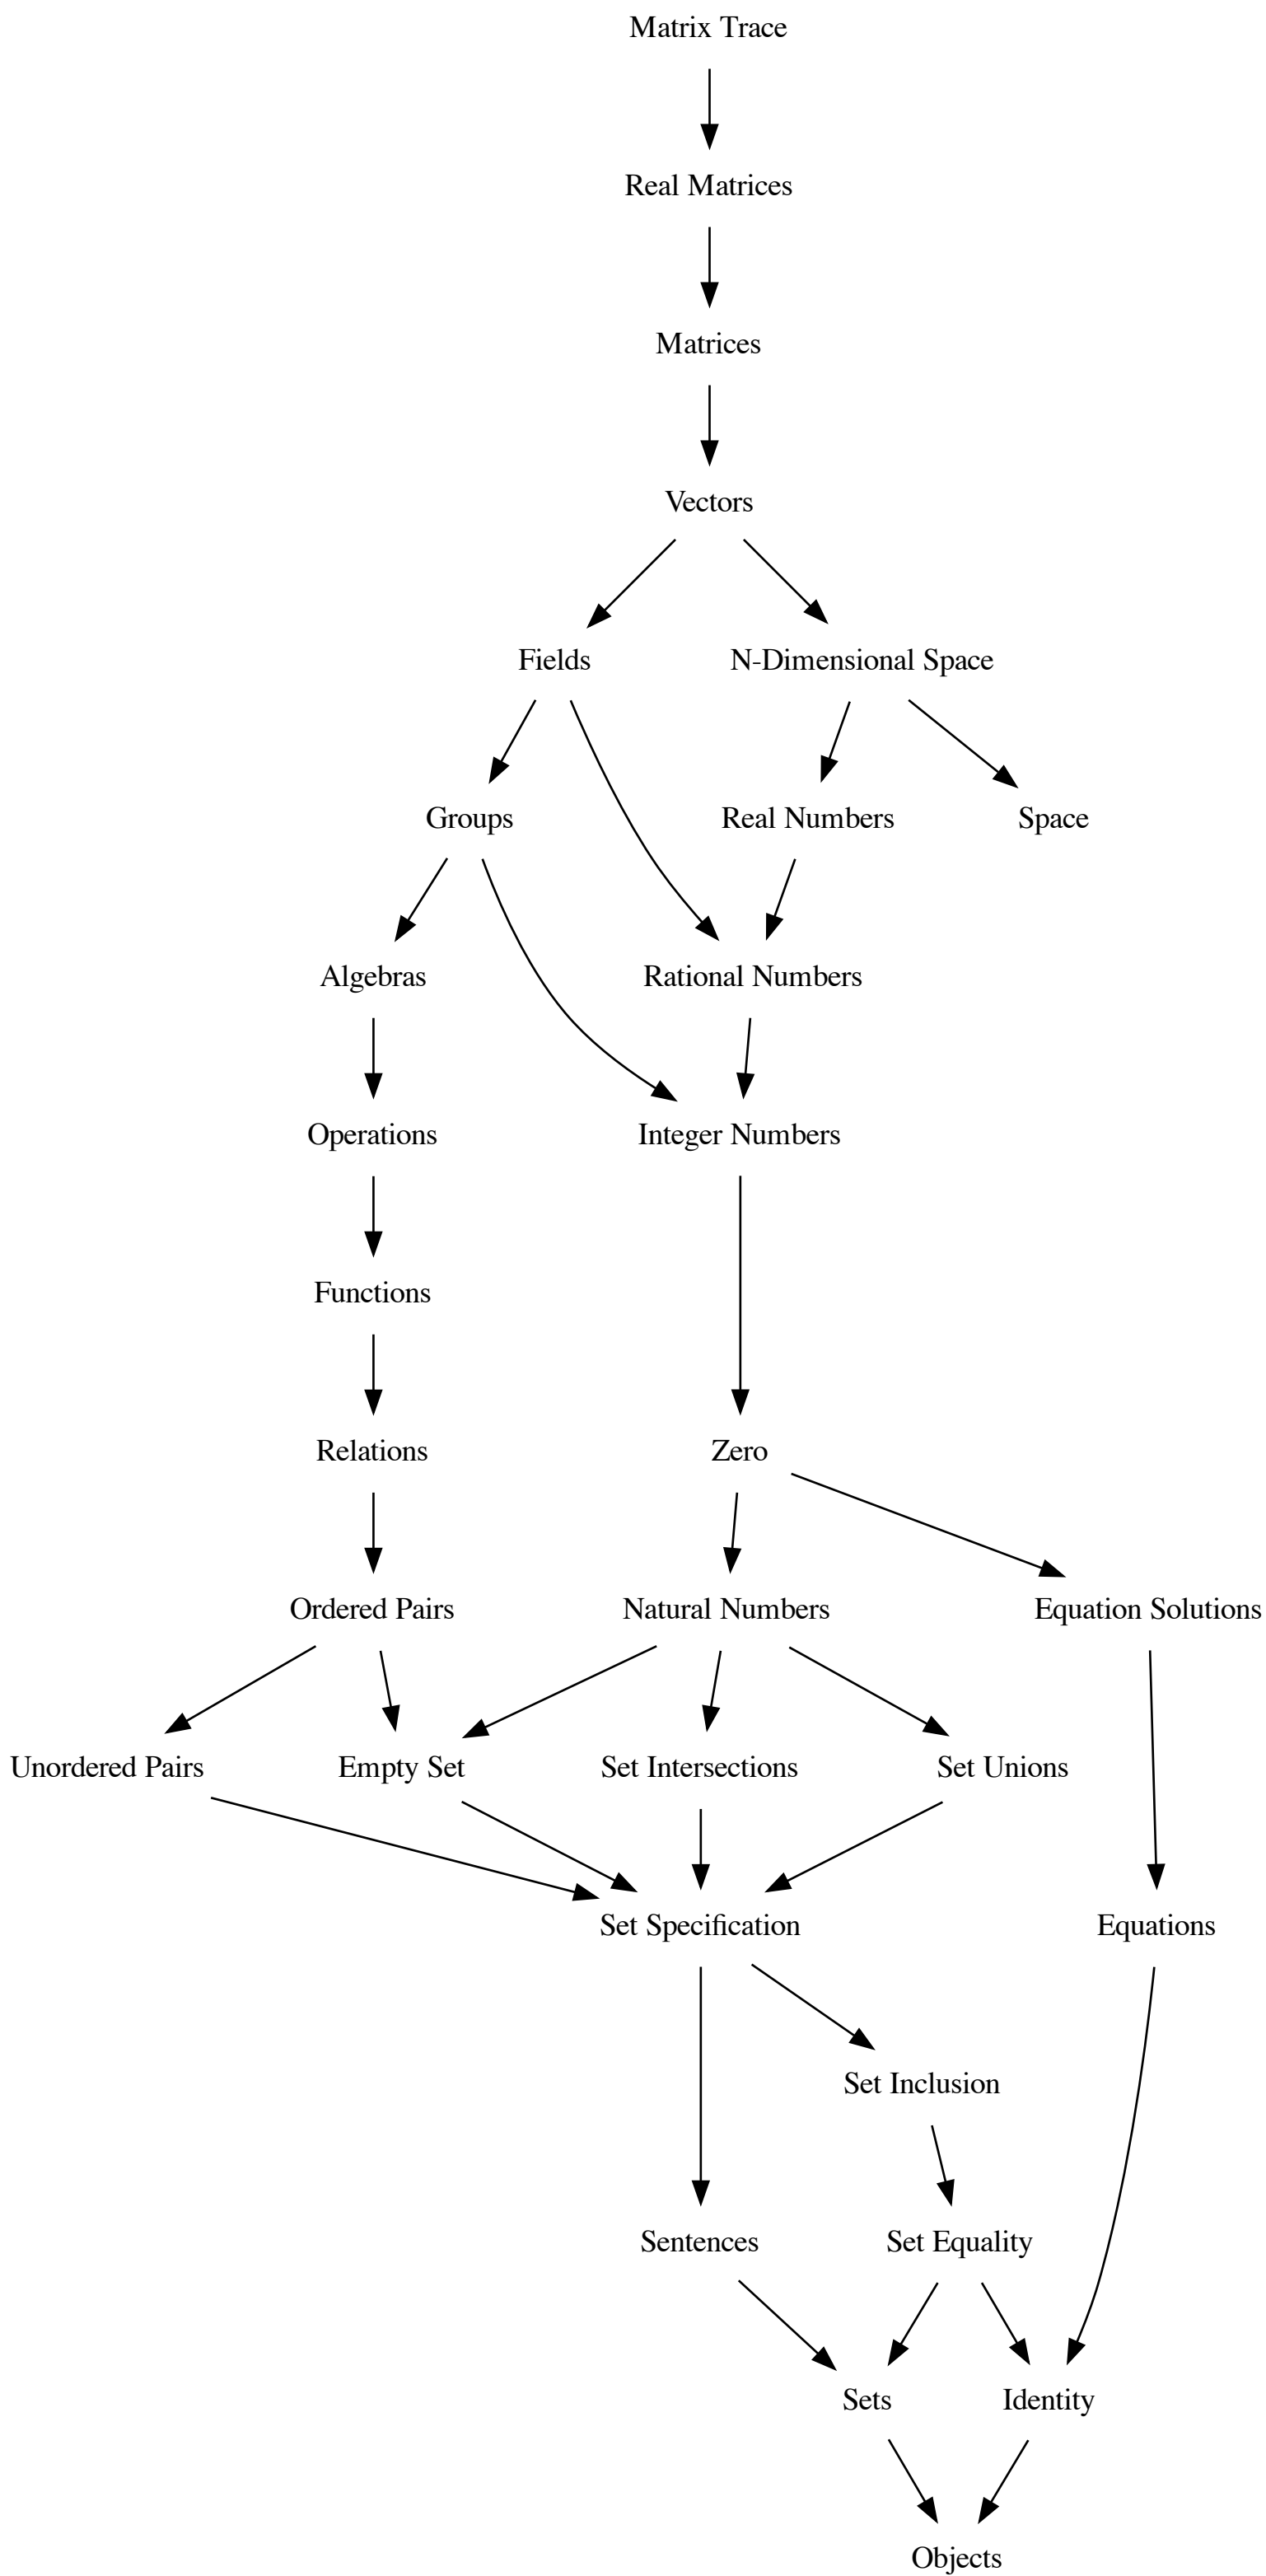 Matrix Trace
Real Matrices
Matrices
Vectors
Fields
N-Dimensional Space
Groups
Real Numbers
Space
Algebras
Rational Numbers
Operations
Integer Numbers
Functions
Relations
Zero
Ordered Pairs
Natural Numbers
Equation Solutions
Unordered Pairs
Empty Set
Set Intersections
Set Unions
Set Specification
Equations
Set Inclusion
Sentences
Set Equality
Sets
Identity
Objects